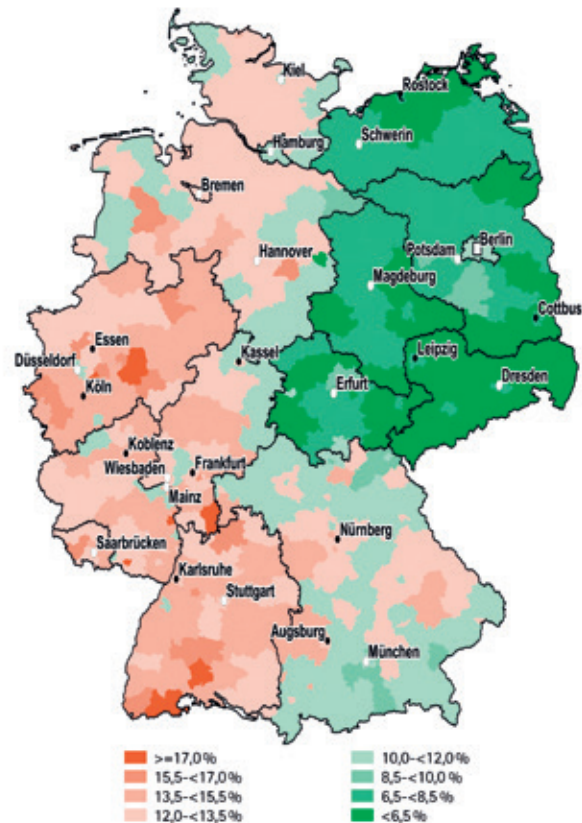 Kiel
Rostock
Hamburg
Schwerin
Bremen
Hannover
Potsdam
Berlin
Magdeburg
Cottbus
Essen
Düsseldorf
Kassel
Leipzig
Köln
Erfurt
Dresden
Koblenz
Wiesbaden
Frankfurt
Mainz
Nürnberg
Saarbrücken
Karlsruhe
Stuttgart
Augsburg
München
>=17,0%
15,5-<17,0%
13,5-<15,5%
12,0-<13,5%
10,0-<12,0%
8,5-<10,0%
6,5-<8,5%
<6,5%